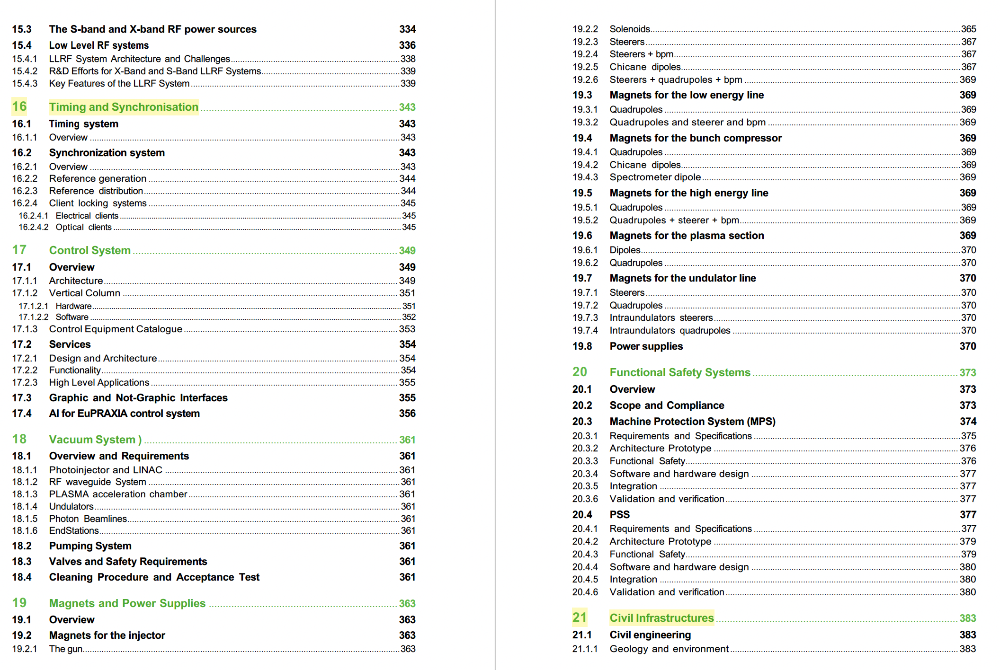 15.3 The S-band and X-band RF power sources 334
15.4 Low Level RF systems 336
15.4.1 LLRF System Architecture and Challenges 338
15.4.2 R&D Efforts for X-Band and S-Band LLRF Systems 339
15.4.3 Key Features of the LLRF System 339
16 Timing and Synchronisation 343
16.1 Timing system 343
16.1.1 Overview 343
16.2 Synchronization system 343
16.2.1 Overview 343
16.2.2 Reference generation 344
16.2.3 Reference distribution 344
16.2.4 Client locking systems 345
16.2.4.1 Electrical clients 345
16.2.4.2 Optical clients 345
17 Control System 349
17.1 Overview 349
17.1.1 Architecture 349
17.1.2 Vertical Column 351
17.1.2.1 Hardware 351
17.1.2.2 Software 352
17.1.3 Control Equipment Catalogue 353
17.2 Services 354
17.2.1 Design and Architecture 354
17.2.2 Functionality 354
17.2.3 High Level Applications 355
17.3 Graphic and Not-Graphic Interfaces 355
17.4 AI for EuPRAXIA control system 356
18 Vacuum System ) 361
18.1 Overview and Requirements 361
18.1.1 Photoinjector and LINAC 361
18.1.2 RF waveguide System 361
18.1.3 PLASMA acceleration chamber 361
18.1.4 Undulators 361
18.1.5 Photon Beamlines 361
18.1.6 EndStations 361
18.2 Pumping System 361
18.3 Valves and Safety Requirements 361
18.4 Cleaning Procedure and Acceptance Test 361
19 Magnets and Power Supplies 363
19.1 Overview 363
19.2 Magnets for the injector 363
19.2.1 The gun 363
19.2.2 Solenoids 365
19.2.3 Steerers 367
19.2.4 Steerers + bpm 367
19.2.5 Chicane dipoles 367
19.2.6 Steerers + quadrupoles + bpm 369
19.3 Magnets for the low energy line 369
19.3.1 Quadrupoles 369
19.3.2 Quadrupoles and steerer and bpm 369
19.4 Magnets for the bunch compressor 369
19.4.1 Quadrupoles 369
19.4.2 Chicane dipoles 369
19.4.3 Spectrometer dipole 369
19.5 Magnets for the high energy line 369
19.5.1 Quadrupoles 369
19.5.2 Quadrupoles + steerer + bpm 369
19.6 Magnets for the plasma section 369
19.6.1 Dipoles 370
19.6.2 Quadrupoles 370
19.7 Magnets for the undulator line 370
19.7.1 Steerers 370
19.7.2 Quadrupoles 370
19.7.3 Intraundulators steerers 370
19.7.4 Intraundulators quadrupoles 370
19.8 Power supplies 370
20 Functional Safety Systems 373
20.1 Overview 373
20.2 Scope and Compliance 373
20.3 Machine Protection System (MPS) 374
20.3.1 Requirements and Specifications 375
20.3.2 Architecture Prototype 376
20.3.3 Functional Safety 376
20.3.4 Software and hardware design 377
20.3.5 Integration 377
20.3.6 Validation and verification 377
20.4 PSS 377
20.4.1 Requirements and Specifications 377
20.4.2 Architecture Prototype 379
20.4.3 Functional Safety 379
20.4.4 Software and hardware design 380
20.4.5 Integration 380
20.4.6 Validation and verification 380
21 Civil Infrastructures 383
21.1 Civil engineering 383
21.1.1 Geology and environment 383